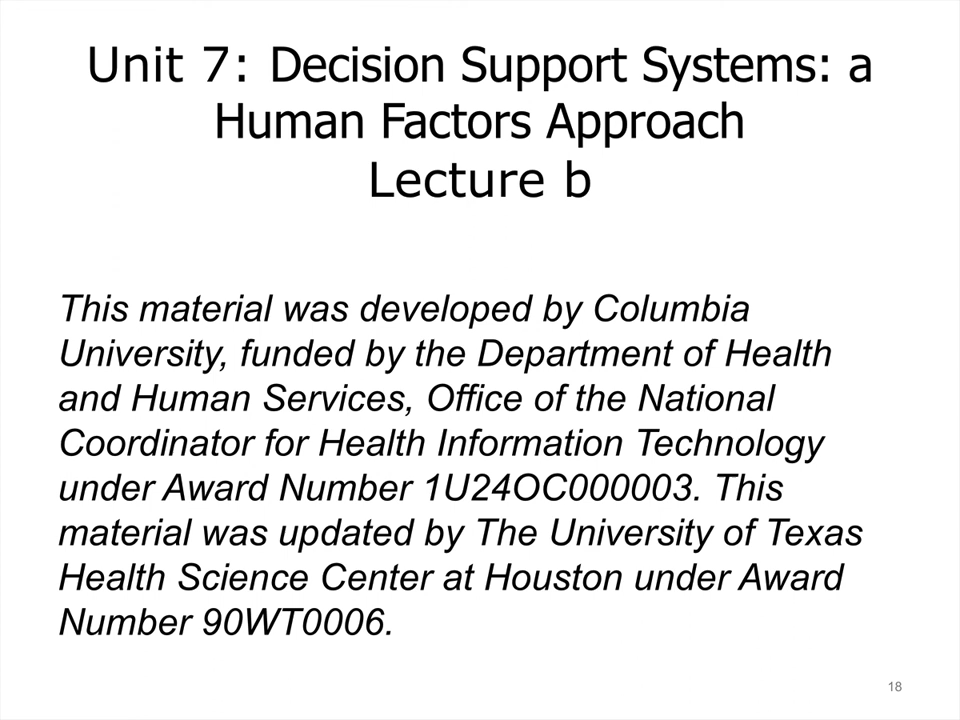 Unit 7: Decision Support Systems: a
Human Factors Approach
Lecture b
This material was developed by Columbia
University, funded by the Department of Health
and Human Services, Office of the National
Coordinator for Health Information Technology
under Award Number 1U24OC000003. This
material was updated by The University of Texas
Health Science Center at Houston under Award
Number 90WT0006.
18